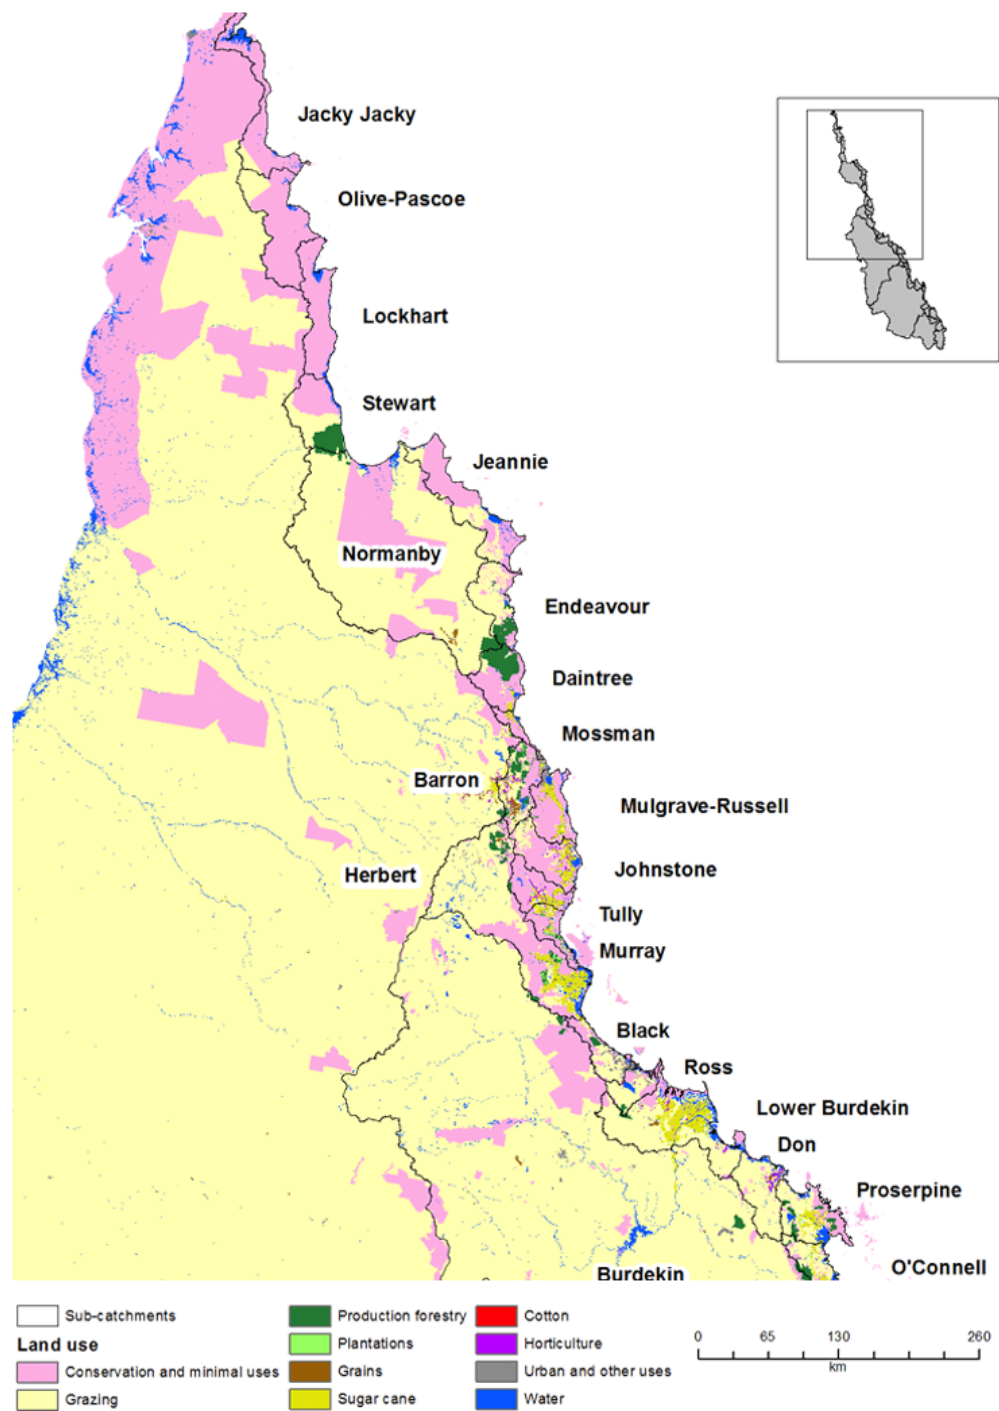 Jacky Jacky
Olive-Pascoe
Lockhart
Stewart
Jeannie
Normanby
Endeavour
Daintree
Mossman
Barron
Mulgrave-Russell
Johnstone
Herbert
Tully
Murray
Black
Ross
Lower Burdekin
Don
Proserpine
O'Connell
Burdekin
Sub-catchments
Land use
Conservation and minimal uses
Grazing
Production forestry
Plantations
Grains
Sugar cane
Cotton
Horticulture
Urban and other uses
Water
0 65 130 260
km